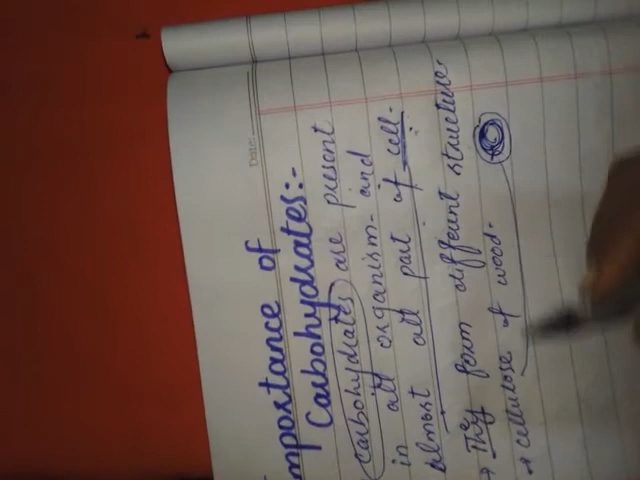 Date:
Importance of
Carbohydrates:-
Carbohydrates are present
in all organism- and
almost all part of cell.
→ They form different structure.
→ cellulose of wood.